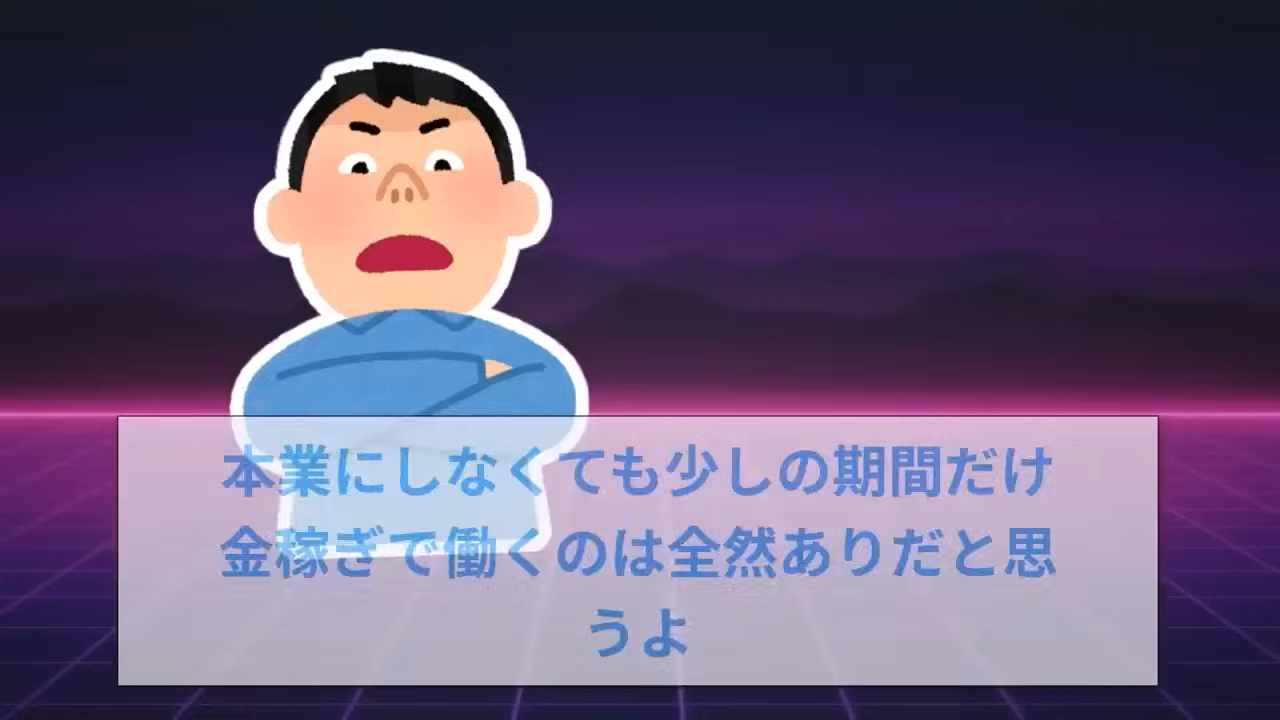 本業にしなくても少しの期間だけ
金稼ぎで働くのは全然ありだと思
うよ